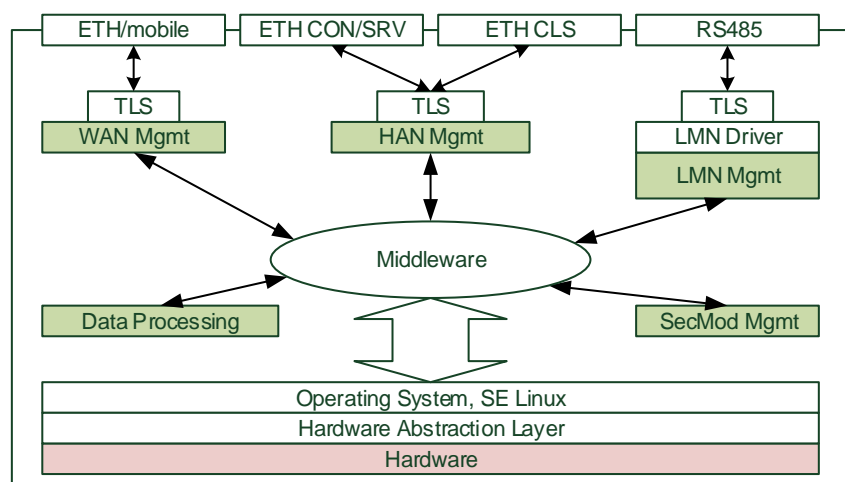 ETH/mobile
ETH CON/SRV
ETH CLS
RS485
TLS
TLS
TLS
WAN Mgmt
HAN Mgmt
LMN Driver
LMN Mgmt
Middleware
Data Processing
SecMod Mgmt
Operating System, SE Linux
Hardware Abstraction Layer
Hardware